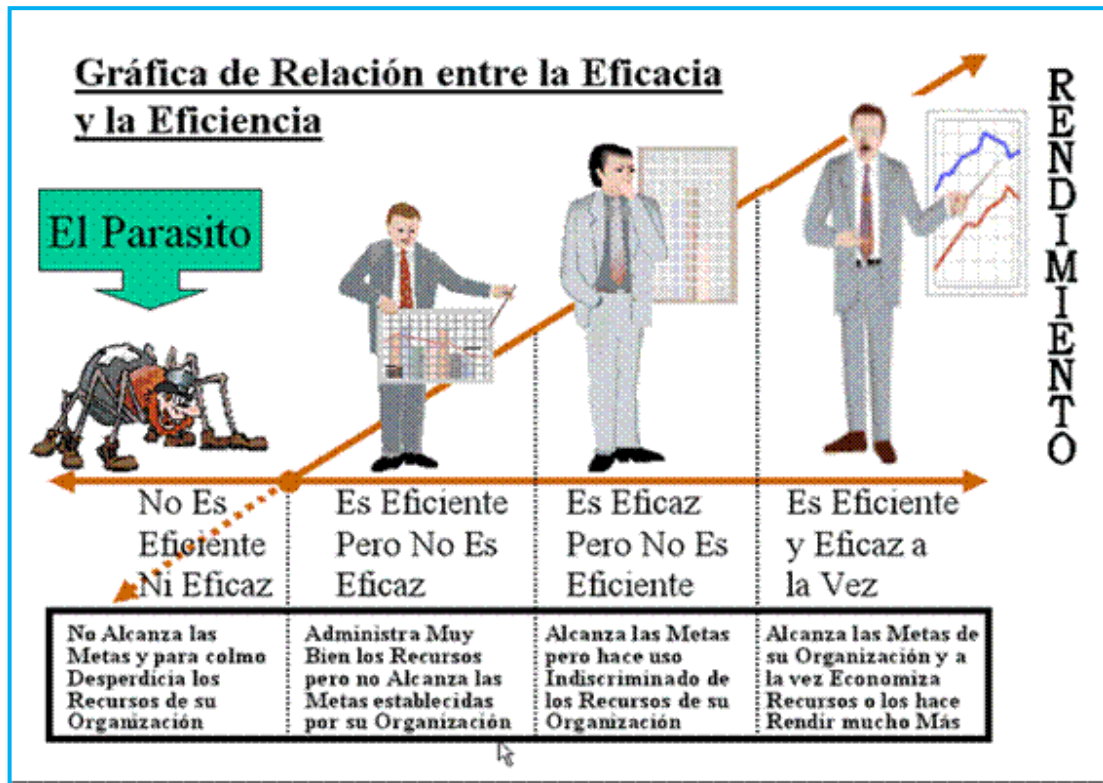 Gráfica de Relación entre la Eficacia
y la Eficiencia
El Parasito
RENDIMIENTO
No Es
Eficiente
Ni Eficaz
Es Eficiente
Pero No Es
Eficaz
Es Eficaz
Pero No Es
Eficiente
Es Eficiente
y Eficaz a
la Vez
No Alcanza las
Metas y para colmo
Desperdicia los
Recursos de su
Organización
Administra Muy
Bien los Recursos
pero no Alcanza las
Metas establecidas
por su Organización
Alcanza las Metas
pero hace uso
Indiscriminado de
los Recursos de su
Organización
Alcanza las Metas de
su Organización y a
la vez Economiza
Recursos o los hace
Rendir mucho Más